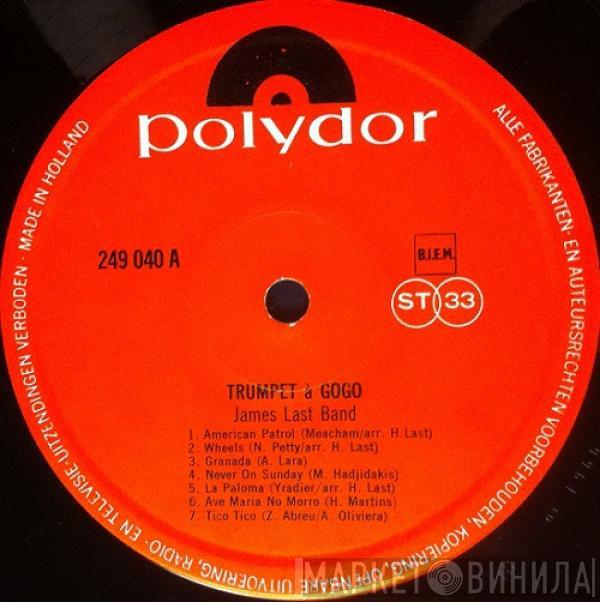 polydor
249 040 A
B.I.E.M.
ST 33
TRUMPET à GOGO
James Last Band
1. American Patrol (Meacham/arr. H. Last)
2. Wheels (N. Petty/arr. H. Last)
3. Granada (A. Lara)
4. Never On Sunday (M. Hadjidakis)
5. La Paloma (Yradier/arr. H. Last)
6. Ave Maria No Morro (H. Martins)
7. Tico Tico (Z. Abreu/A. Oliviera)
ALLE FABRIKANTEN- EN AUTEURSRECHTEN VOORBEHOUDEN, KOPIERING, OPENBARE UITVOERING, RADIO- EN TELEVISIE-UITZENDINGEN VERBODEN · MADE IN HOLLAND
МАРКЕТ ВИНИЛА